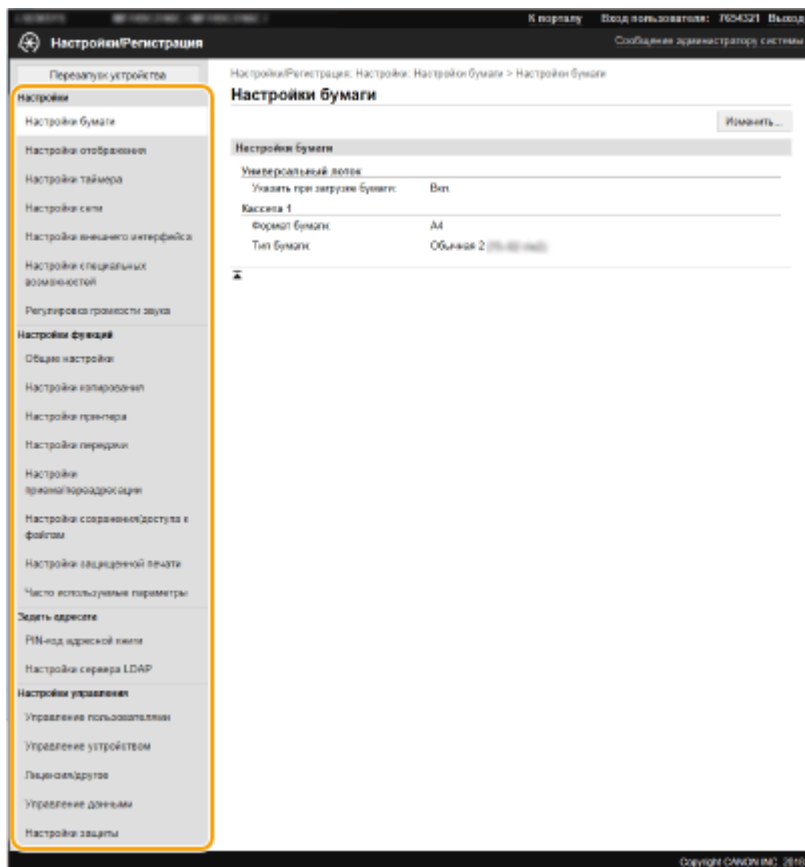 К порталу Вход пользователя: 7654321 Выход
Настройки/Регистрация
Сообщение администратору системы
Перезапуск устройства
Настройки
Настройки бумаги
Настройки отображения
Настройки таймера
Настройки сети
Настройки внешнего интерфейса
Настройки специальных
возможностей
Регулировка громкости звука
Настройки функций
Общие настройки
Настройки копирования
Настройки принтера
Настройки передачи
Настройки
приема/переадресации
Настройки сохранения/доступа к
файлам
Настройки защищенной печати
Часто используемые параметры
Задать адресата
PIN-код адресной книги
Настройки сервера LDAP
Настройки управления
Управление пользователями
Управление устройством
Лицензия/другое
Управление данными
Настройки защиты
Настройки/Регистрация: Настройки: Настройки бумаги > Настройки бумаги
Настройки бумаги
Изменить...
Настройки бумаги
Универсальный лоток
Указать при загрузке бумаги: Вкл.
Кассета 1
Формат бумаги: A4
Тип бумаги: Обычная 2
Copyright CANON INC. 2018